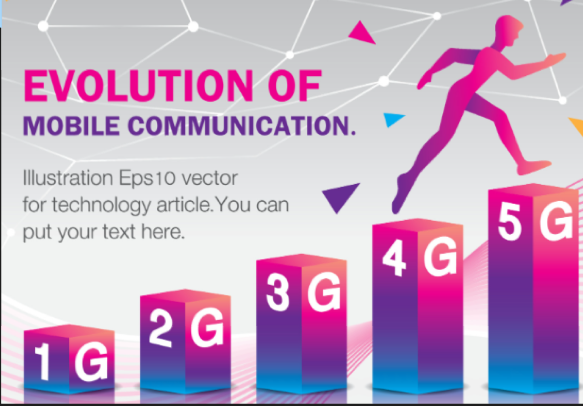 EVOLUTION OF
MOBILE COMMUNICATION.
Illustration Eps10 vector
for technology article.You can
put your text here.
1 G
2 G
3 G
4 G
5 G